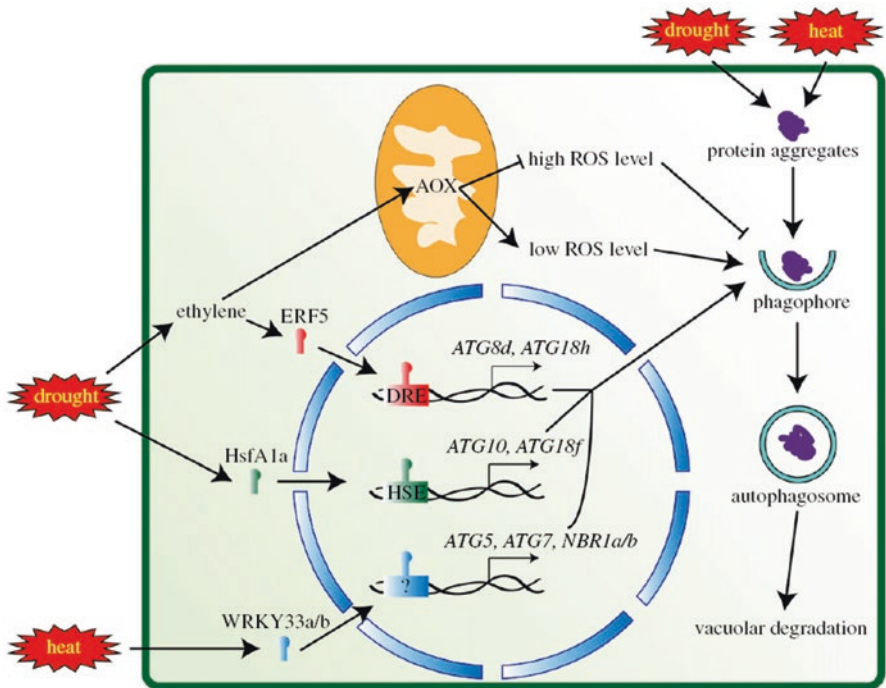 drought
heat
protein aggregates
AOX
high ROS level
low ROS level
phagophore
ethylene
ERF5
ATG8d, ATG18h
DRE
drought
HsfA1a
ATG10, ATG18f
HSE
autophagosome
ATG5, ATG7, NBR1a/b
?
WRKY33a/b
heat
vacuolar degradation